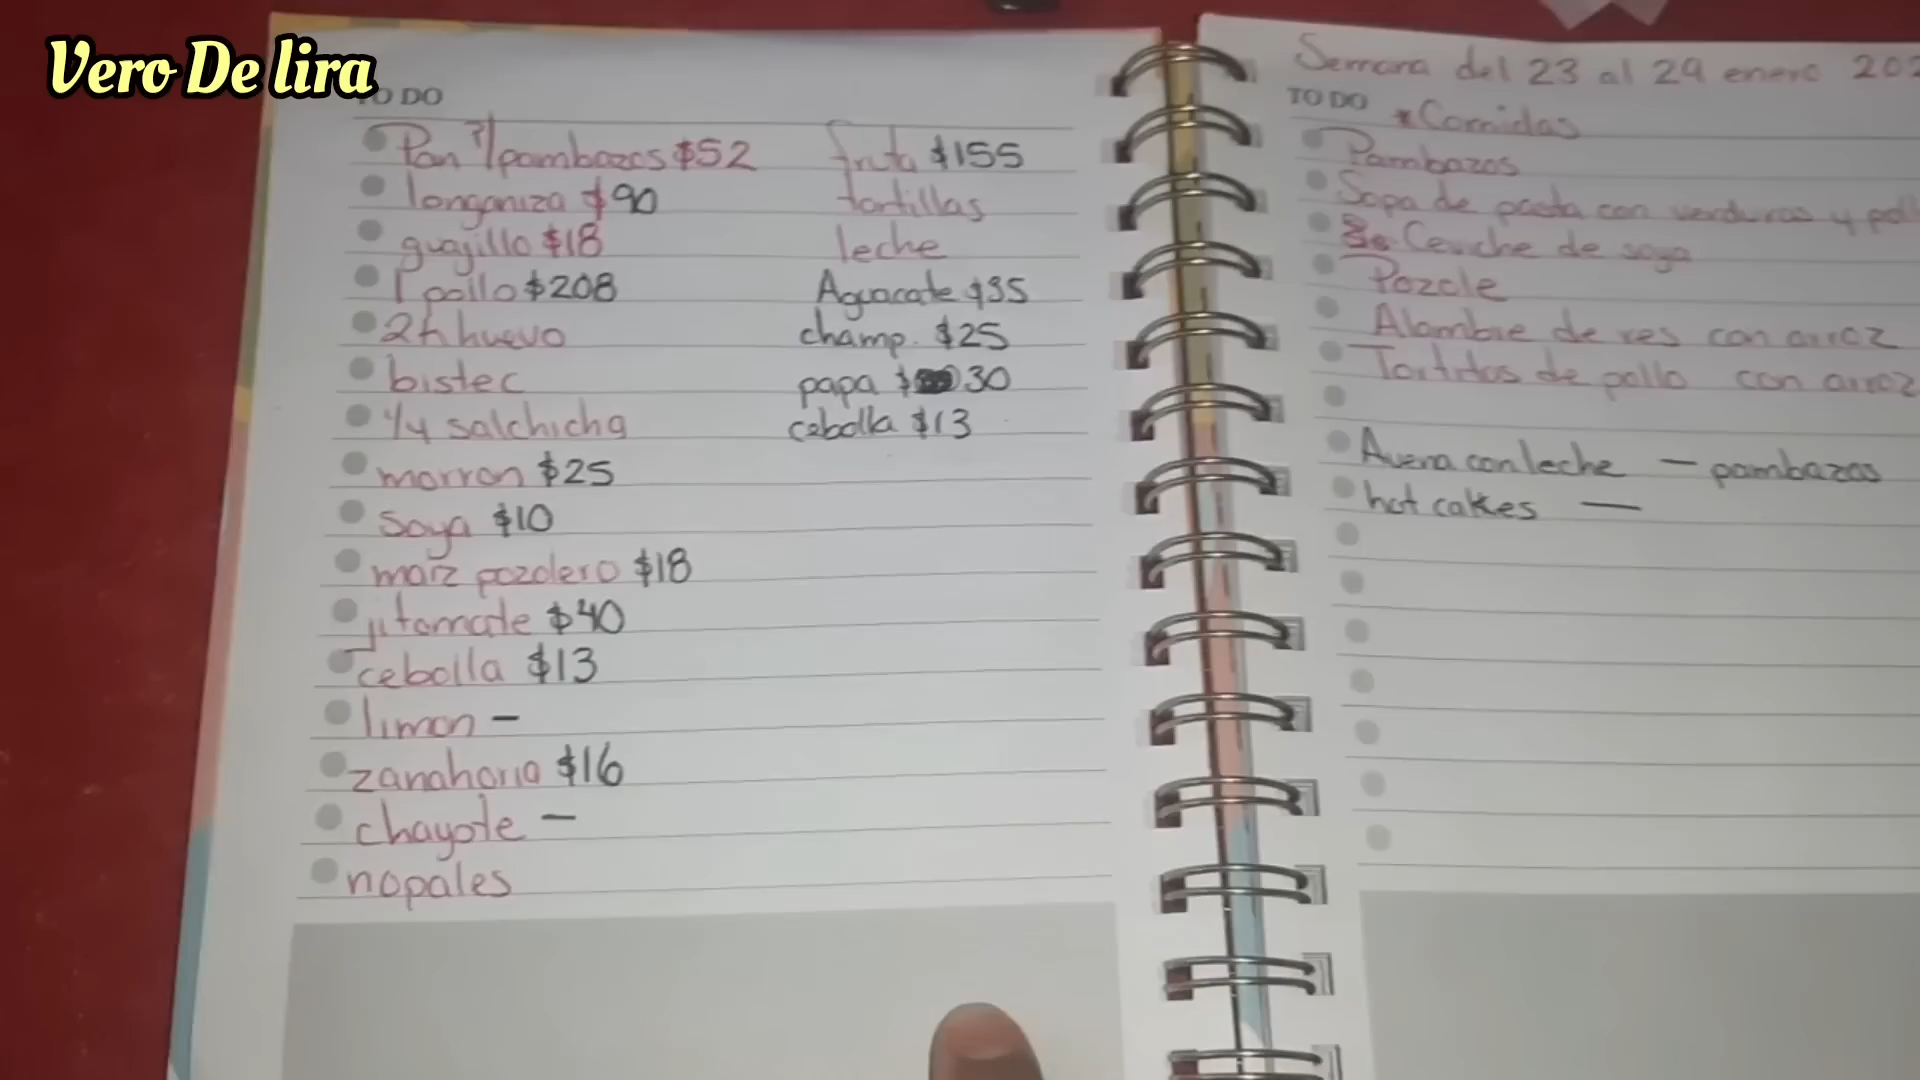 Vero De lira
TO DO
Pan p/pambazos $52
longaniza $90
guajillo $18
1 pollo $208
2k huevo
bistec
1/4 salchicha
morron $25
Soya $10
maíz pozolero $18
jitomate $40
cebolla $13
limon -
zanahoria $16
chayote -
nopales
fruta $155
tortillas
leche
Aguacate $35
champ. $25
papa $ 30
cebolla $13
Semana del 23 al 29 enero 202
TO DO *Comidas
Pambazos
Sopa de pasta con verduras y poll
Ceviche de soya
Pozole
Alambre de res con arroz
Tortitas de pollo con arroz
Avena con leche - pambazos
hot cakes -